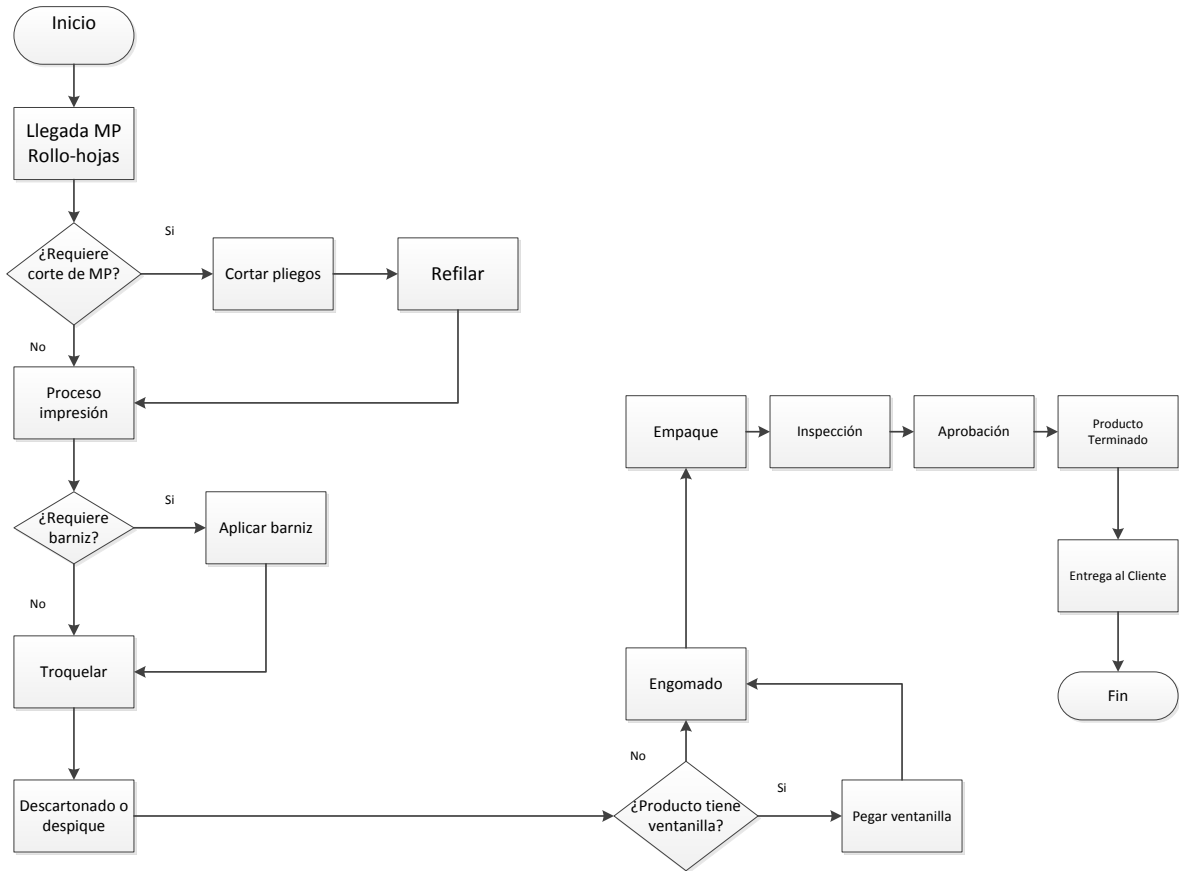 Inicio
Llegada MP
Rollo-hojas
¿Requiere
corte de MP?
Si
Cortar pliegos
Refilar
No
Proceso
impresión
¿Requiere
barniz?
Si
Aplicar barniz
No
Troquelar
Descartonado o
despique
¿Producto tiene
ventanilla?
Si
Pegar ventanilla
No
Engomado
Empaque
Inspección
Aprobación
Producto
Terminado
Entrega al Cliente
Fin